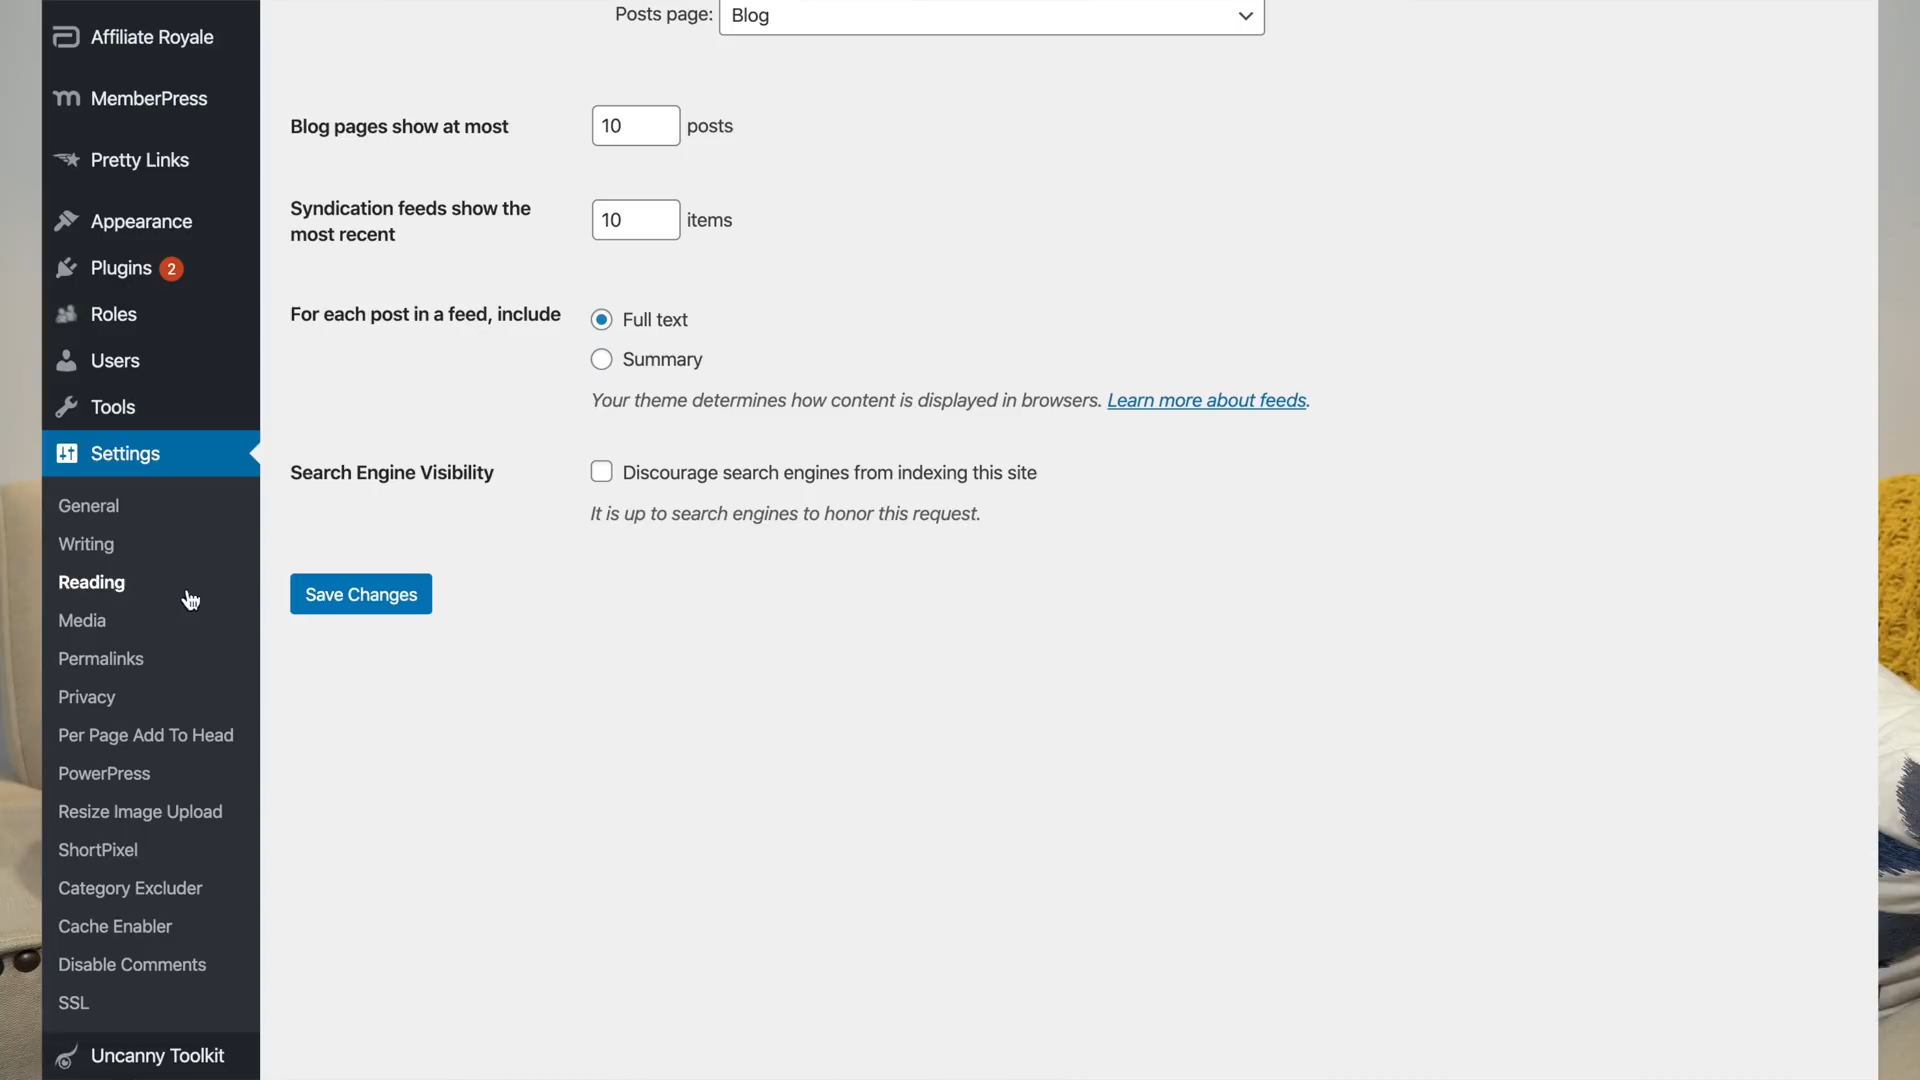 Affiliate Royale
MemberPress
Pretty Links
Appearance
Plugins 2
Roles
Users
Tools
Settings
General
Writing
Reading
Media
Permalinks
Privacy
Per Page Add To Head
PowerPress
Resize Image Upload
ShortPixel
Category Excluder
Cache Enabler
Disable Comments
SSL
Uncanny Toolkit
Posts page: Blog
Blog pages show at most 10 posts
Syndication feeds show the
most recent 10 items
For each post in a feed, include Full text
Summary
Your theme determines how content is displayed in browsers. Learn more about feeds.
Search Engine Visibility Discourage search engines from indexing this site
It is up to search engines to honor this request.
Save Changes